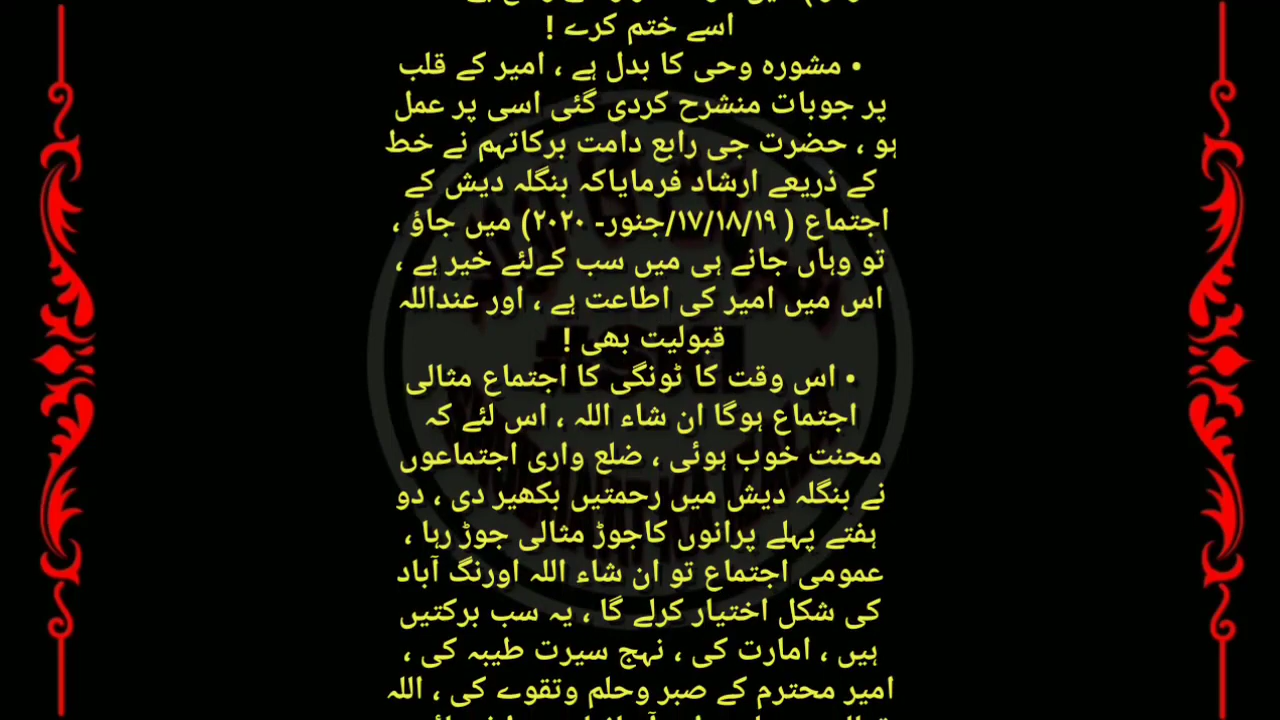 اسے ختم کرے !
• مشورہ وحی کا بدل ہے ، امیر کے قلب
پر جوبات منشرح کردی گئی اسی پر عمل
ہو ، حضرت جی رابع دامت برکاتہم نے خط
کے ذریعے ارشاد فرمایاکہ بنگلہ دیش کے
اجتماع ( ١٧/١٨/١٩/جنور- ٢٠٢٠) میں جاؤ ،
تو وہاں جانے ہی میں سب کےلئے خیر ہے ،
اس میں امیر کی اطاعت ہے ، اور عنداللہ
قبولیت بھی !
• اس وقت کا ٹونگی کا اجتماع مثالی
اجتماع ہوگا ان شاء اللہ ، اس لئے کہ
محنت خوب ہوئی ، ضلع واری اجتماعوں
نے بنگلہ دیش میں رحمتیں بکھیر دی ، دو
ہفتے پہلے پرانوں کاجوڑ مثالی جوڑ رہا ،
عمومی اجتماع تو ان شاء اللہ اورنگ آباد
کی شکل اختیار کرلے گا ، یہ سب برکتیں
ہیں ، امارت کی ، نہج سیرت طیبہ کی ،
امیر محترم کے صبر وحلم وتقوے کی ، اللہ